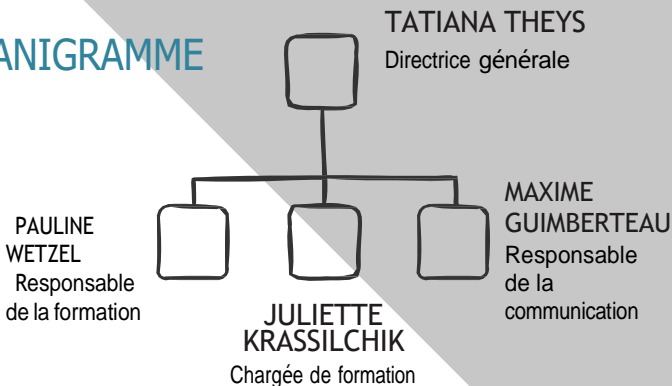 ANIGRAMME
TATIANA THEYS
Directrice générale
PAULINE
WETZEL
Responsable
de la formation
JULIETTE
KRASSILCHIK
Chargée de formation
MAXIME
GUIMBERTEAU
Responsable
de la
communication